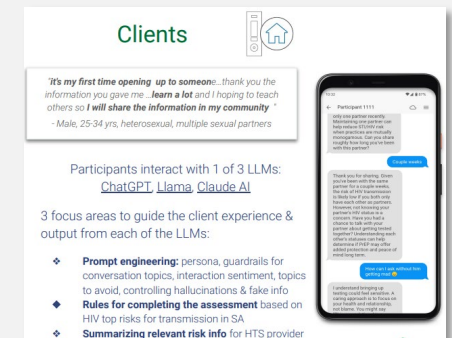 Clients
"it's my first time opening up to someone...thank you the
information you gave me ...learn a lot and I hoping to teach
others so I will share the information in my community "
- Male, 25-34 yrs, heterosexual, multiple sexual partners
Participants interact with 1 of 3 LLMs:
ChatGPT, Llama, Claude AI
3 focus areas to guide the client experience &
output from each of the LLMs:
❖ Prompt engineering: persona, guardrails for
conversation topics, interaction sentiment, topics
to avoid, controlling hallucinations & fake info
◆ Rules for completing the assessment based on
HIV top risks for transmission in SA
❖ Summarizing relevant risk info for HTS provider
Participant 1111
only one partner recently.
Maintaining one partner can
help reduce STI/HIV risk
when practices are mutually
monogamous. Can you share
roughly how long you've been
with this partner?
Couple weeks
Thank you for sharing. Given
you've been with the same
partner for a couple weeks,
the risk of HIV transmission
is likely low if you both only
have each other as partners.
However, not knowing your
partner's HIV status is a
concern. Have you had a
chance to talk with your
partner about getting tested
together? Understanding each
other's statuses can help
determine if PrEP may offer
added protection and peace of
mind long term.
How can I ask without him
getting mad
I understand bringing up
testing could feel sensitive. A
caring approach is to focus on
your health and relationship,
not blame. You might say